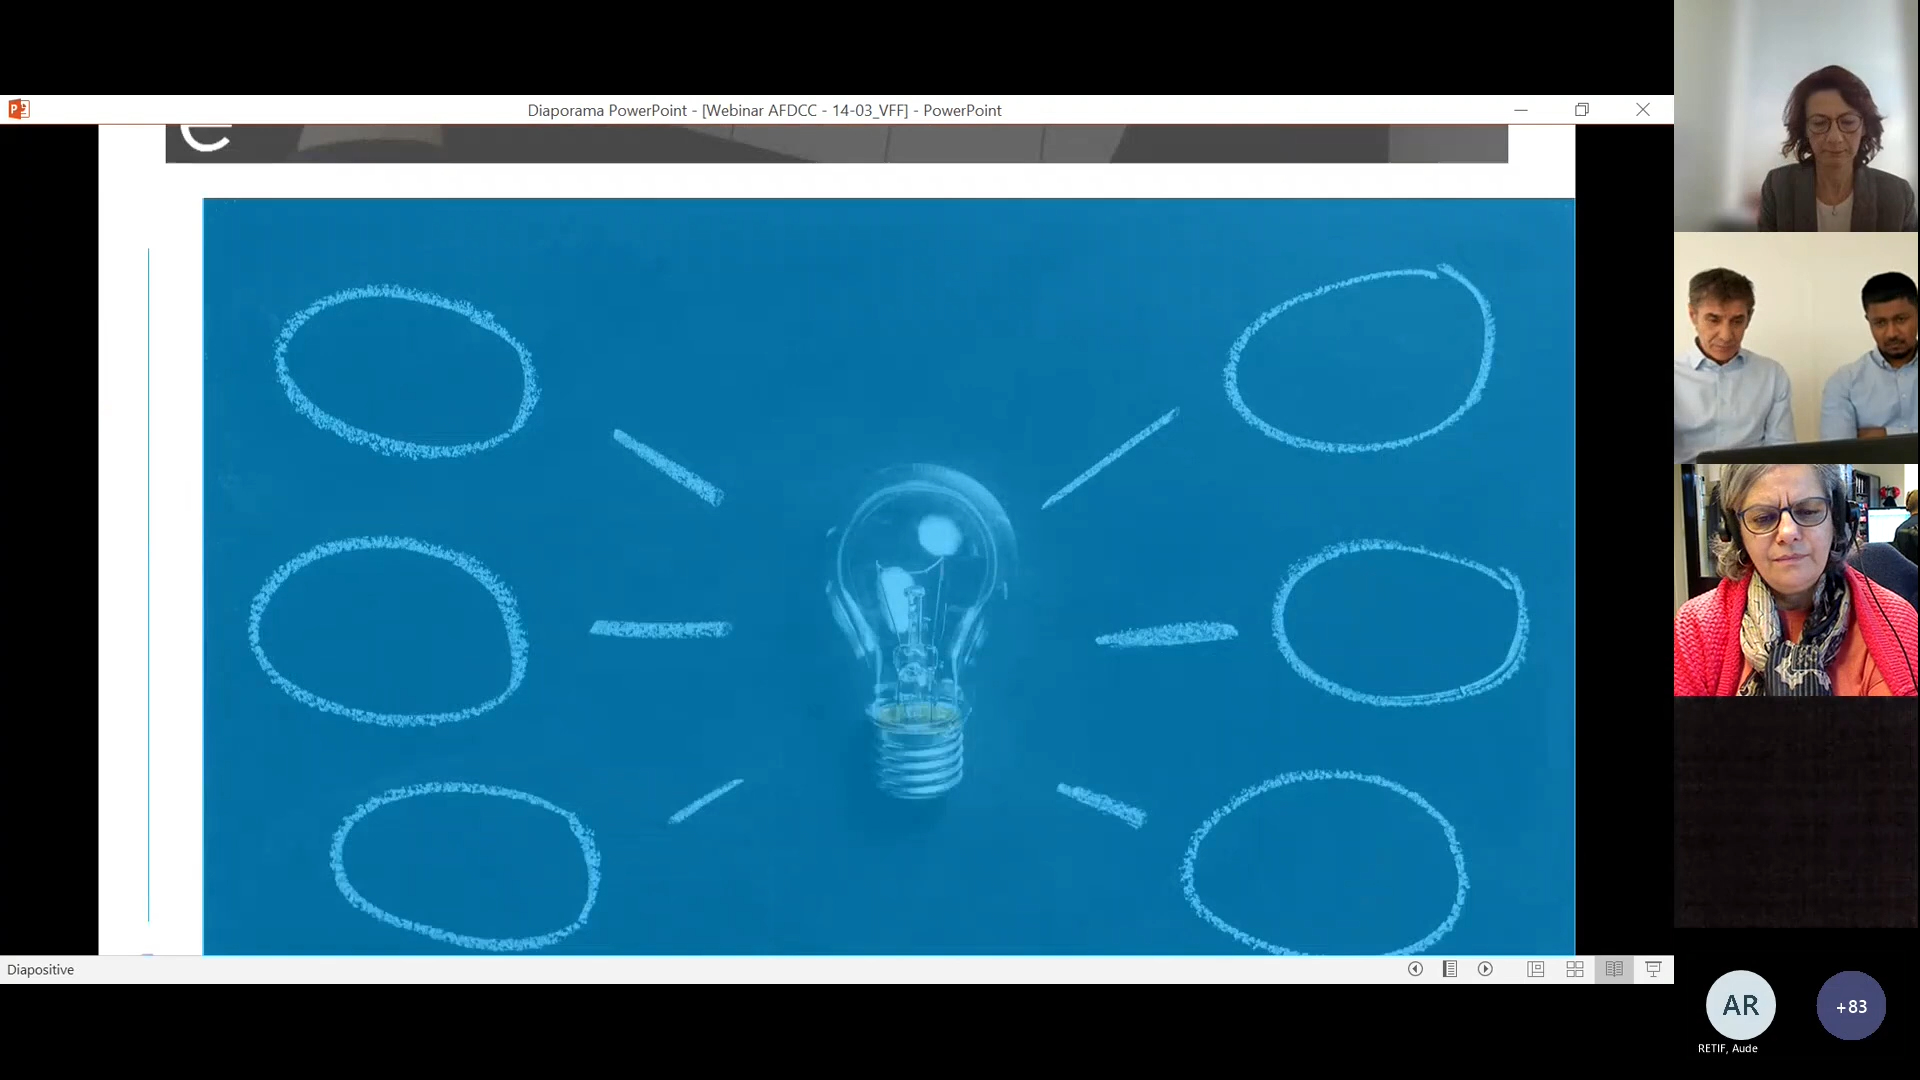 Diaporama PowerPoint - [Webinar AFDCC - 14-03_VFF] - PowerPoint
e
Diapositive
AR
+83
RETIF, Aude